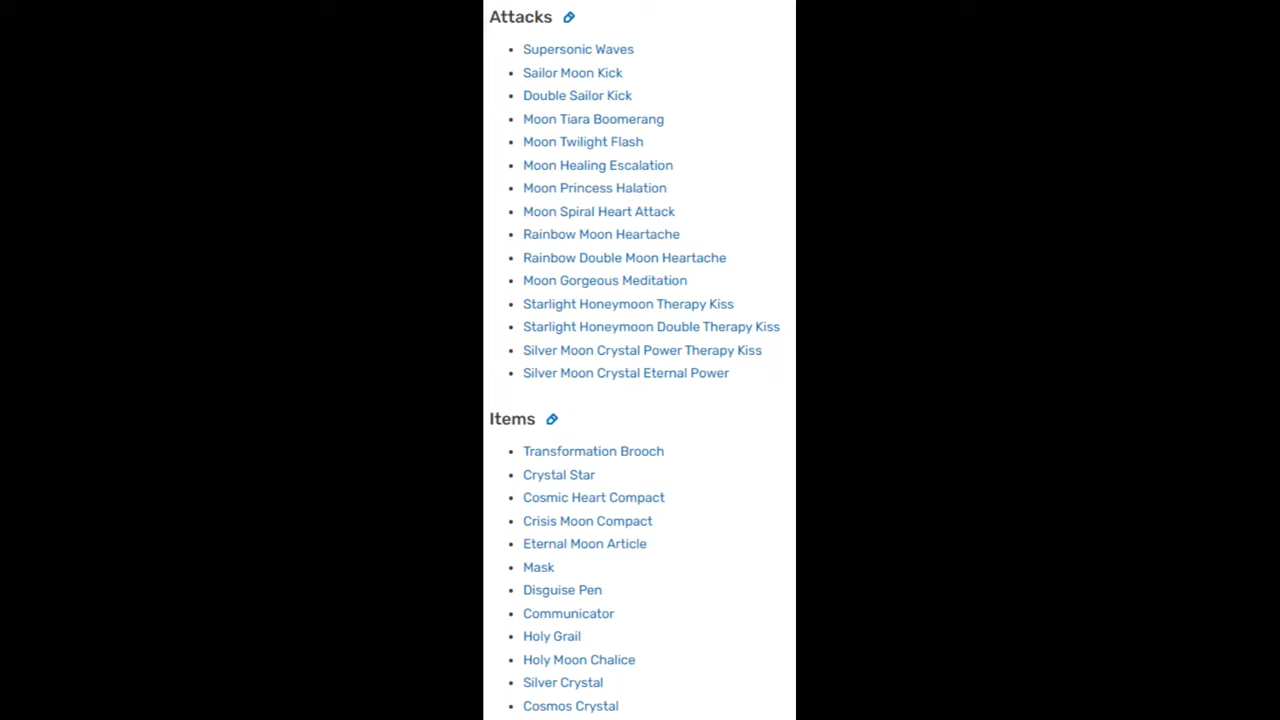 Attacks
Supersonic Waves
Sailor Moon Kick
Double Sailor Kick
Moon Tiara Boomerang
Moon Twilight Flash
Moon Healing Escalation
Moon Princess Halation
Moon Spiral Heart Attack
Rainbow Moon Heartache
Rainbow Double Moon Heartache
Moon Gorgeous Meditation
Starlight Honeymoon Therapy Kiss
Starlight Honeymoon Double Therapy Kiss
Silver Moon Crystal Power Therapy Kiss
Silver Moon Crystal Eternal Power
Items
Transformation Brooch
Crystal Star
Cosmic Heart Compact
Crisis Moon Compact
Eternal Moon Article
Mask
Disguise Pen
Communicator
Holy Grail
Holy Moon Chalice
Silver Crystal
Cosmos Crystal